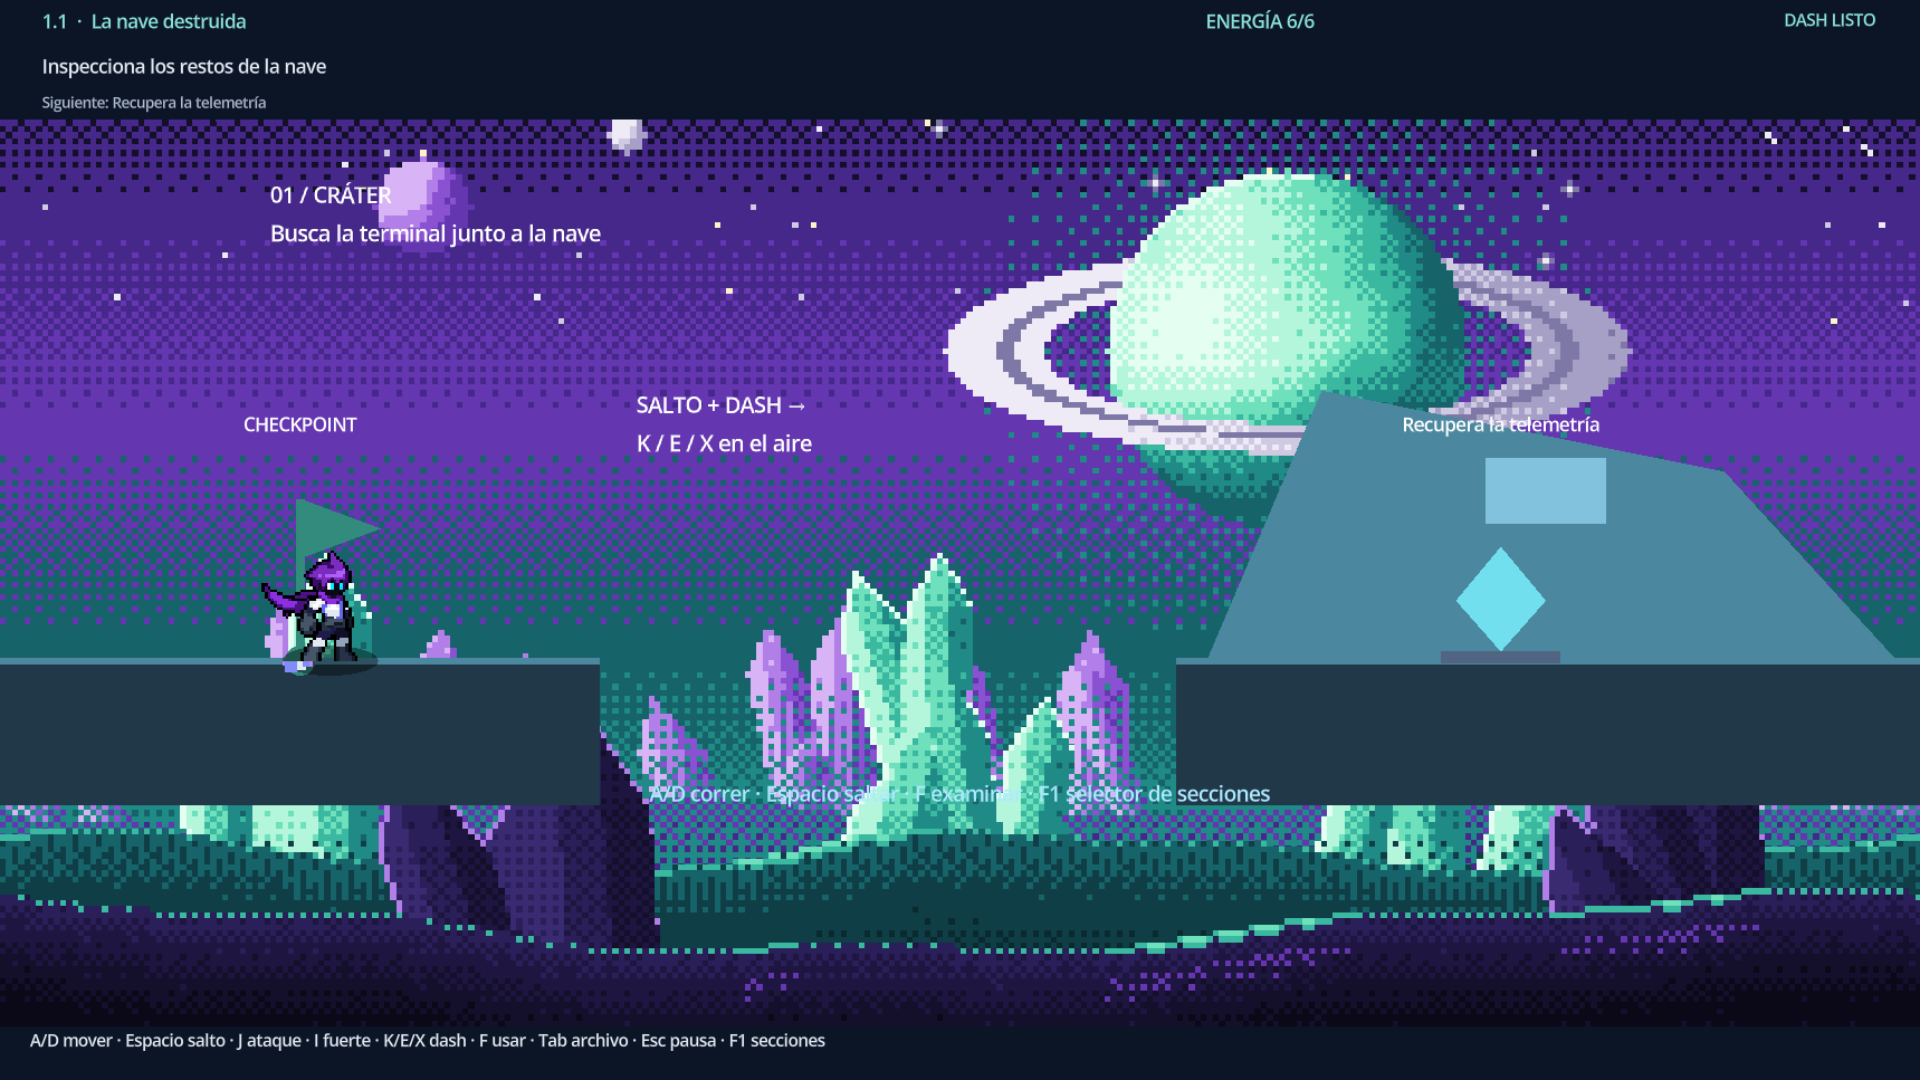 1.1 · La nave destruida
ENERGÍA 6/6
DASH LISTO
Inspecciona los restos de la nave
Siguiente: Recupera la telemetría
01 / CRÁTER
Busca la terminal junto a la nave
SALTO + DASH →
K / E / X en el aire
CHECKPOINT
Recupera la telemetría
A/D correr · Espacio saltar · F examinar · F1 selector de secciones
A/D mover · Espacio salto · J ataque · I fuerte · K/E/X dash · F usar · Tab archivo · Esc pausa · F1 secciones